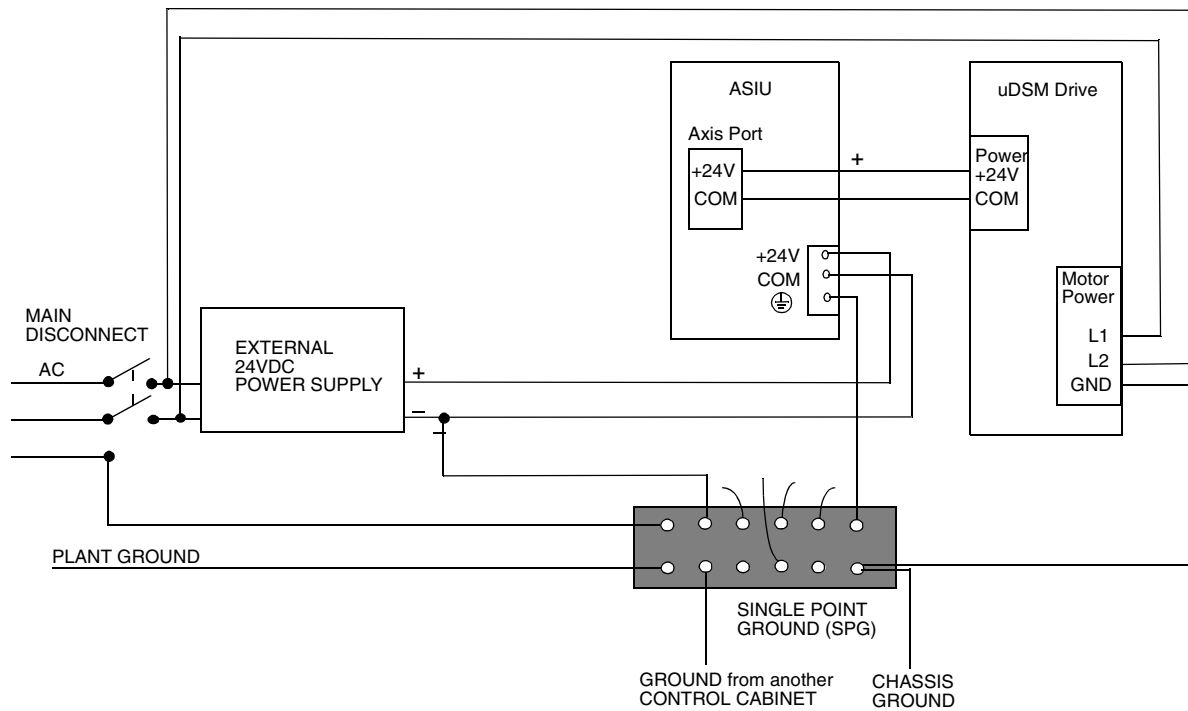 ASIU
uDSM Drive
Axis Port
+24V
COM
+
Power
+24V
COM
+24V
COM
Motor
Power
L1
L2
GND
MAIN
DISCONNECT
AC
EXTERNAL
24VDC
POWER SUPPLY
+
–
PLANT GROUND
SINGLE POINT
GROUND (SPG)
GROUND from another
CONTROL CABINET
CHASSIS
GROUND